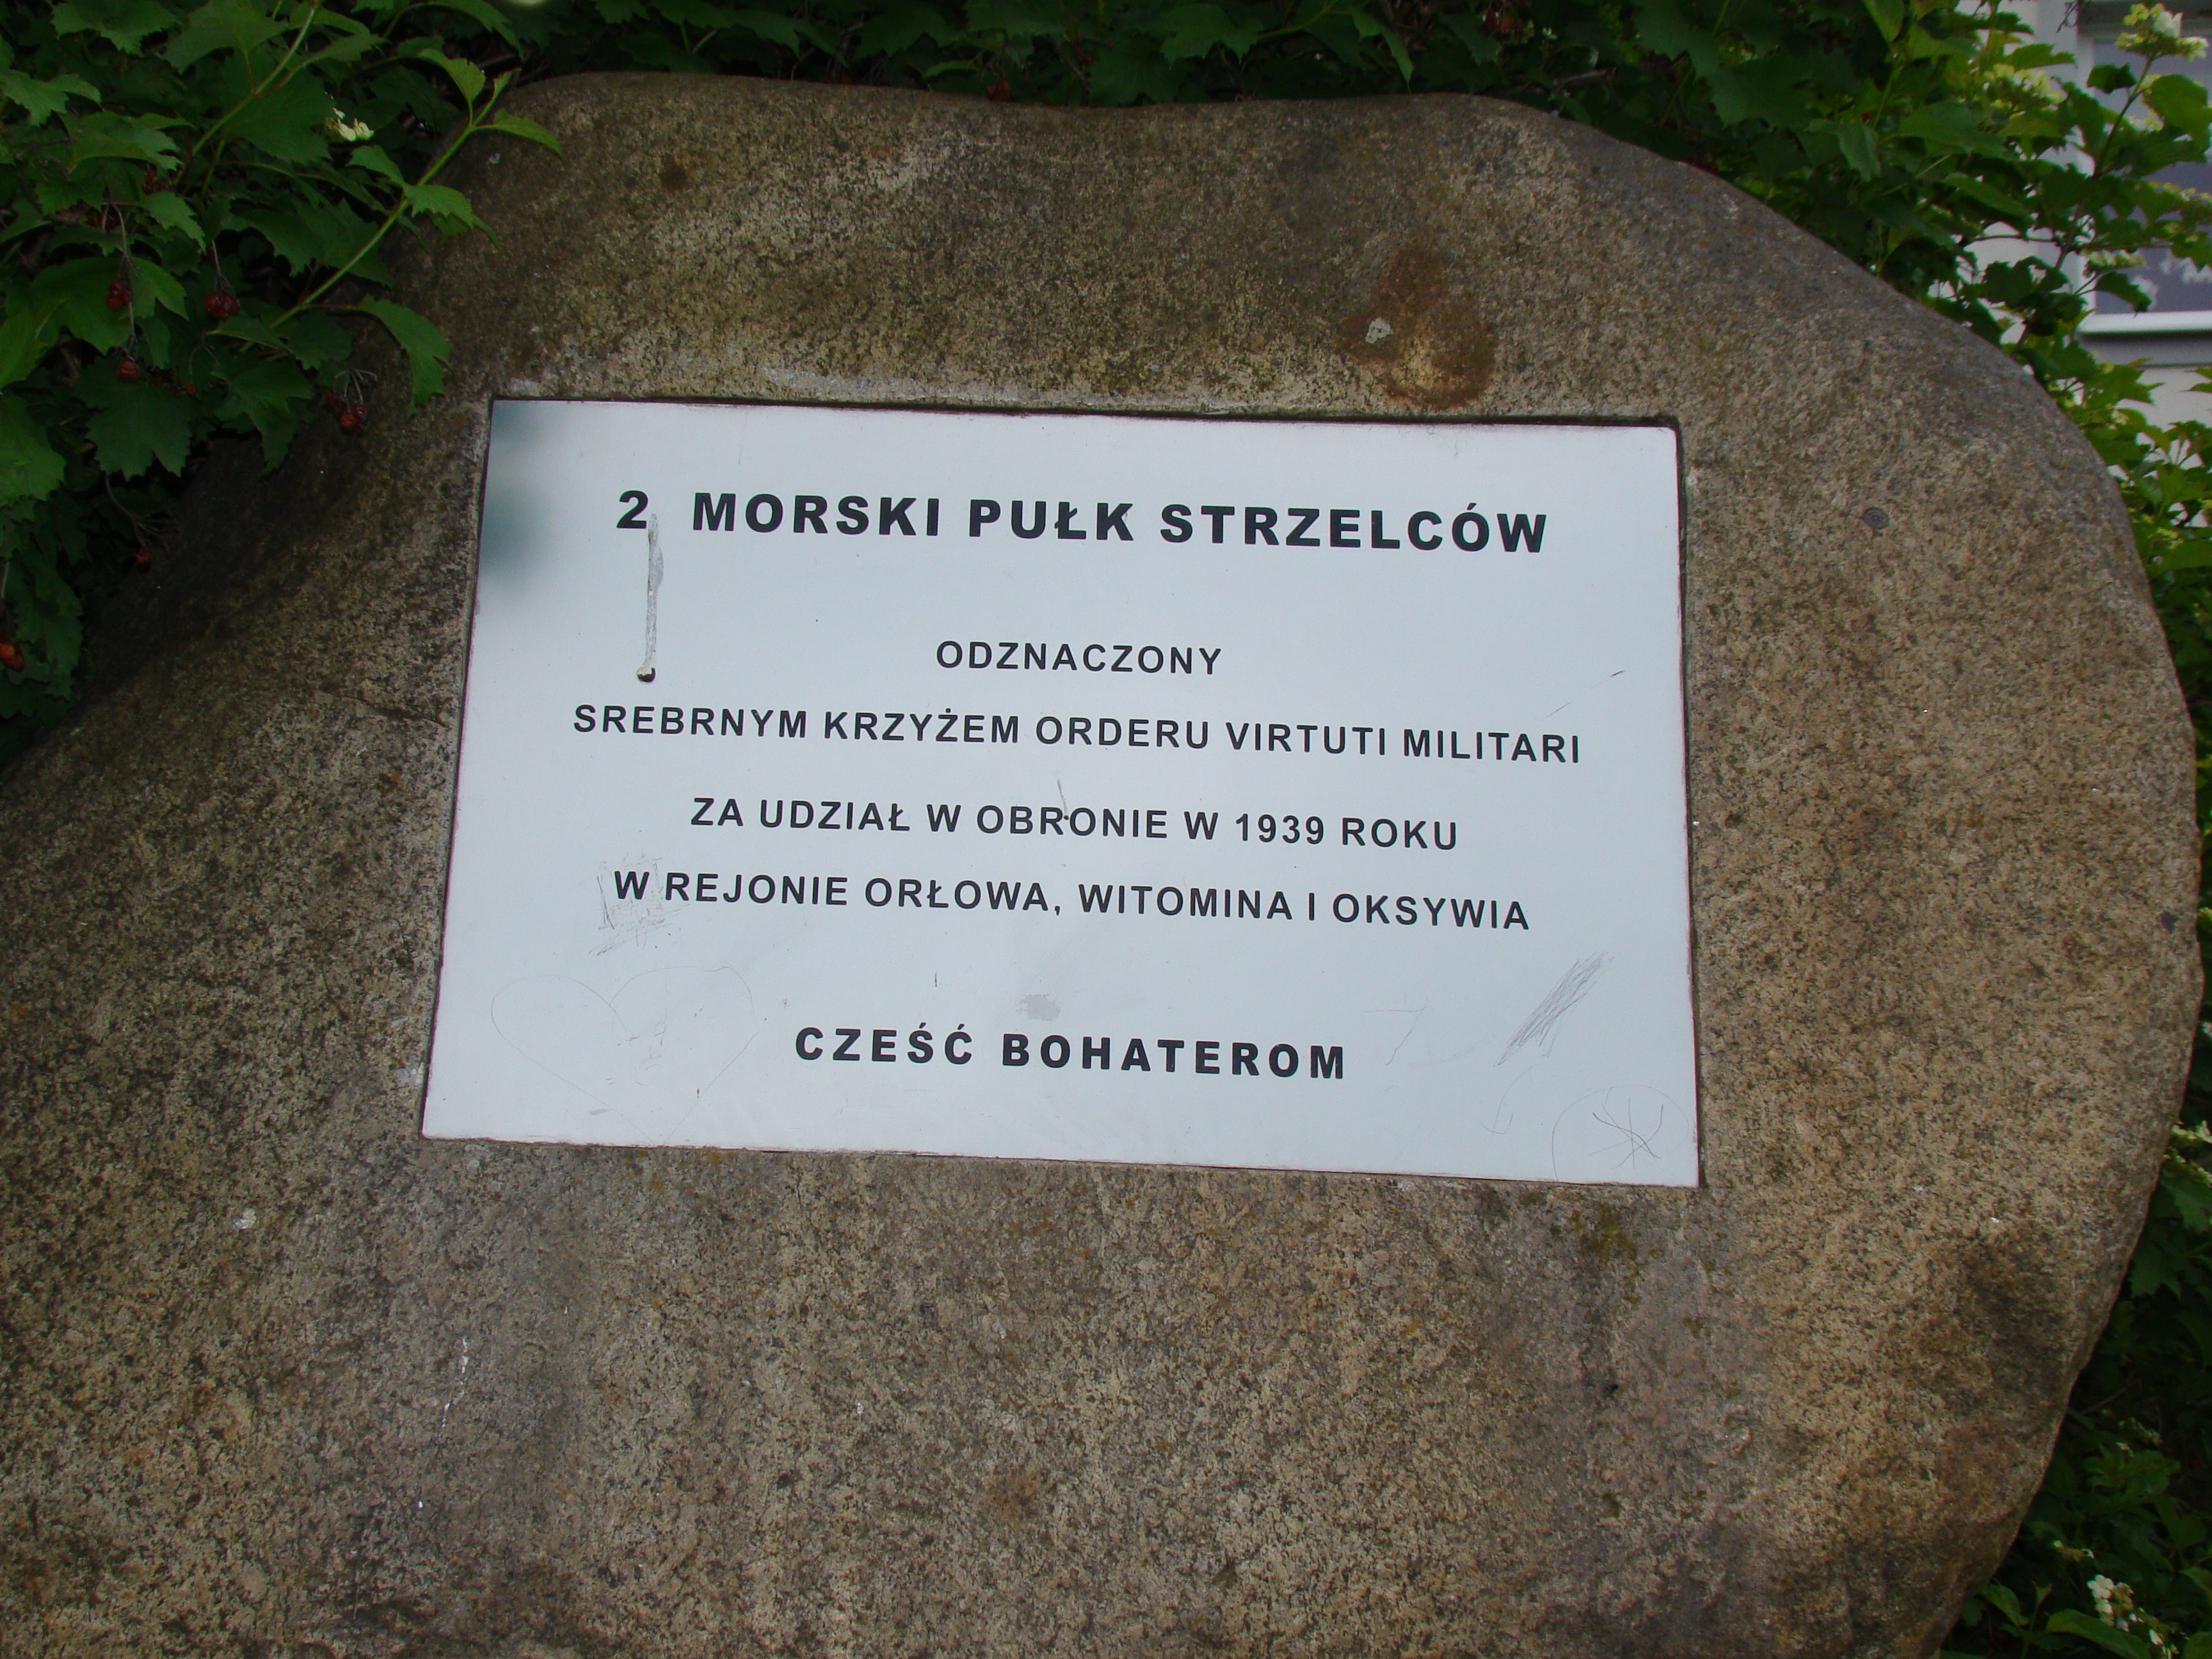 2 MORSKI PUŁK STRZELCÓW
ODZNACZONY
SREBRNYM KRZYŻEM ORDERU VIRTUTI MILITARI
ZA UDZIAŁ W OBRONIE W 1939 ROKU
W REJONIE ORŁOWA, WITOMINA I OKSYWIA
CZEŚĆ BOHATEROM